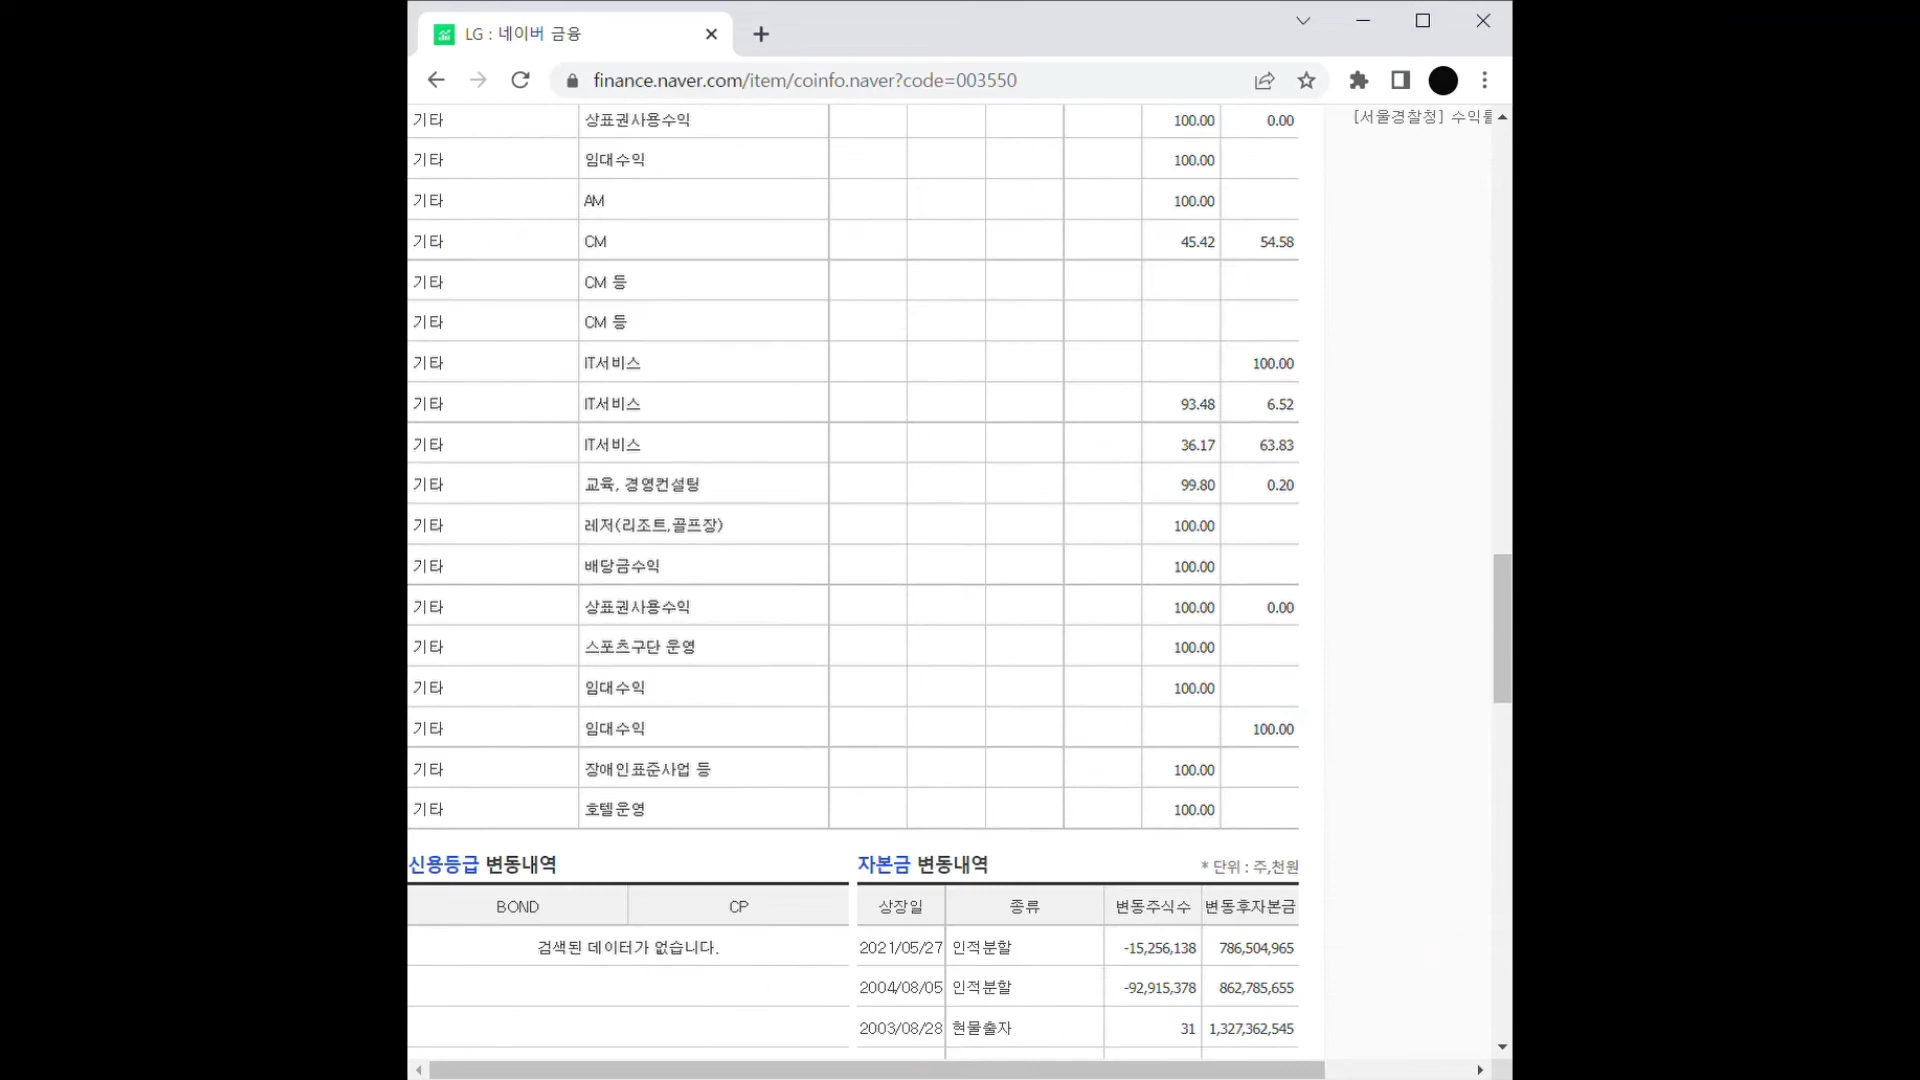 LG : 네이버 금융
finance.naver.com/item/coinfo.naver?code=003550
[서울경찰청] 수익률
기타 상표권사용수익 100.00 0.00
기타 임대수익 100.00
기타 AM 100.00
기타 CM 45.42 54.58
기타 CM 등
기타 CM 등
기타 IT서비스 100.00
기타 IT서비스 93.48 6.52
기타 IT서비스 36.17 63.83
기타 교육, 경영컨설팅 99.80 0.20
기타 레저(리조트,골프장) 100.00
기타 배당금수익 100.00
기타 상표권사용수익 100.00 0.00
기타 스포츠구단 운영 100.00
기타 임대수익 100.00
기타 임대수익 100.00
기타 장애인표준사업 등 100.00
기타 호텔운영 100.00
신용등급 변동내역
BOND CP
검색된 데이터가 없습니다.
자본금 변동내역 * 단위 : 주,천원
상장일 종류 변동주식수 변동후자본금
2021/05/27 인적분할 -15,256,138 786,504,965
2004/08/05 인적분할 -92,915,378 862,785,655
2003/08/28 현물출자 31 1,327,362,545